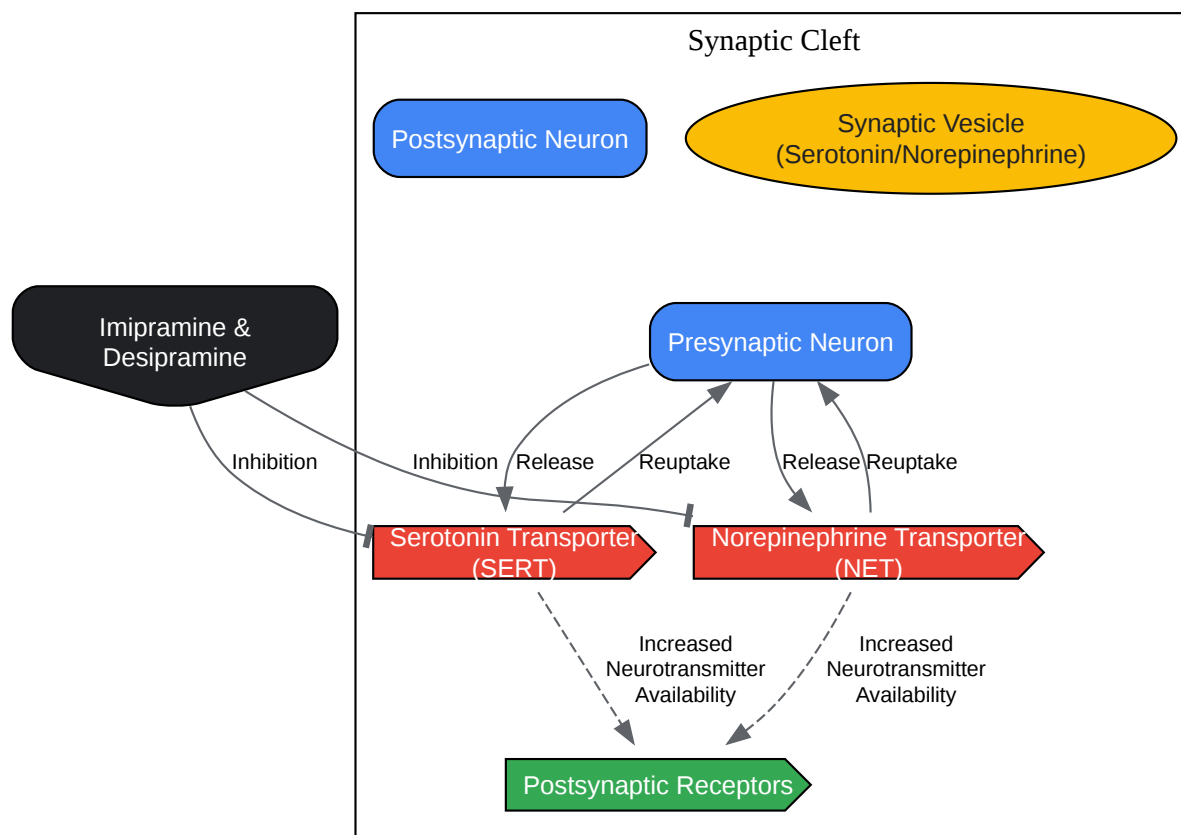 Synaptic Cleft
Postsynaptic Neuron
Synaptic Vesicle
(Serotonin/Norepinephrine)
Imipramine &
Desipramine
Presynaptic Neuron
Inhibition
Inhibition
Release
Reuptake
Release
Reuptake
Serotonin Transporter
(SERT)
Norepinephrine Transporter
(NET)
Increased
Neurotransmitter
Availability
Increased
Neurotransmitter
Availability
Postsynaptic Receptors